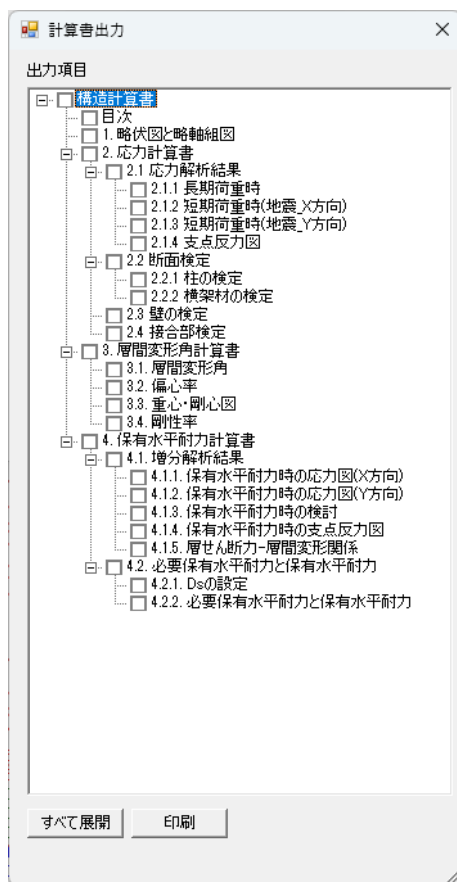 計算書出力
出力項目
構造計算書
目次
1. 略伏図と略軸組図
2. 応力計算書
2.1 応力解析結果
2.1.1 長期荷重時
2.1.2 短期荷重時(地震_X方向)
2.1.3 短期荷重時(地震_Y方向)
2.1.4 支点反力図
2.2 断面検定
2.2.1 柱の検定
2.2.2 横架材の検定
2.3 壁の検定
2.4 接合部検定
3. 層間変形角計算書
3.1. 層間変形角
3.2. 偏心率
3.3. 重心・剛心図
3.4. 剛性率
4. 保有水平耐力計算書
4.1. 増分解析結果
4.1.1. 保有水平耐力時の応力図(X方向)
4.1.2. 保有水平耐力時の応力図(Y方向)
4.1.3. 保有水平耐力時の検討
4.1.4. 保有水平耐力時の支点反力図
4.1.5. 層せん断力-層間変形関係
4.2. 必要保有水平耐力と保有水平耐力
4.2.1. Dsの設定
4.2.2. 必要保有水平耐力と保有水平耐力
すべて展開 印刷